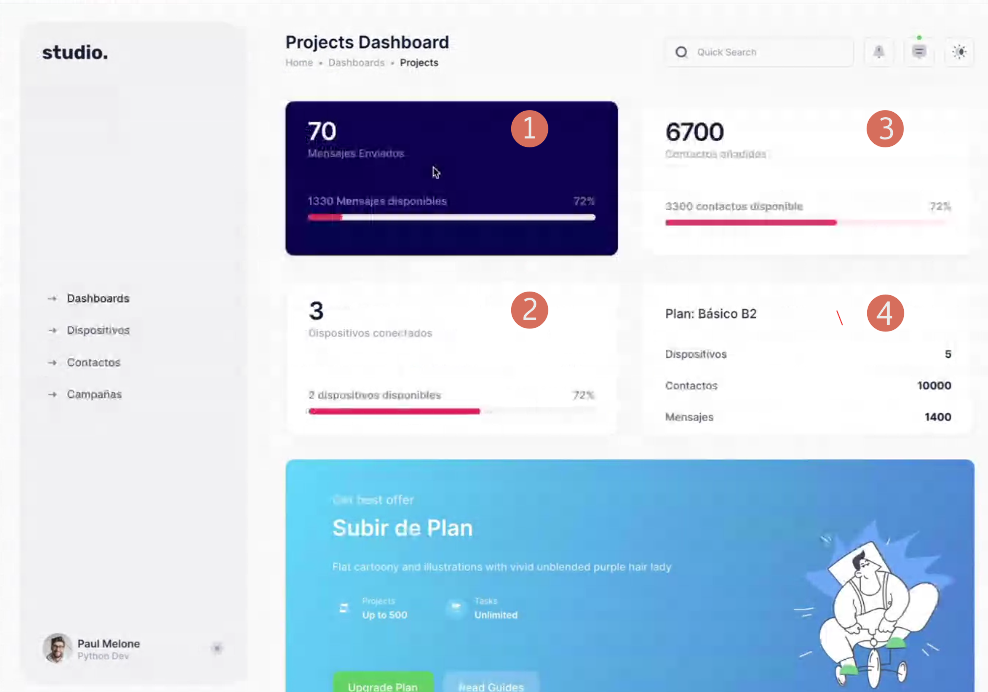 studio.
Projects Dashboard
Home • Dashboards • Projects
Quick Search
70
1
Mensajes Enviados
1330 Mensajes disponibles 72%
6700
3
Contactos añadidos
3300 contactos disponible 72%
3
2
Dispositivos conectados
2 dispositivos disponibles 72%
Plan: Básico B2
\ 4
Dispositivos 5
Contactos 10000
Mensajes 1400
→ Dashboards
→ Dispositivos
→ Contactos
→ Campañas
Get best offer
Subir de Plan
Flat cartoony and illustrations with vivid unblended purple hair lady
Projects
Up to 500
Tasks
Unlimited
Upgrade Plan
Read Guides
Paul Melone
Python Dev